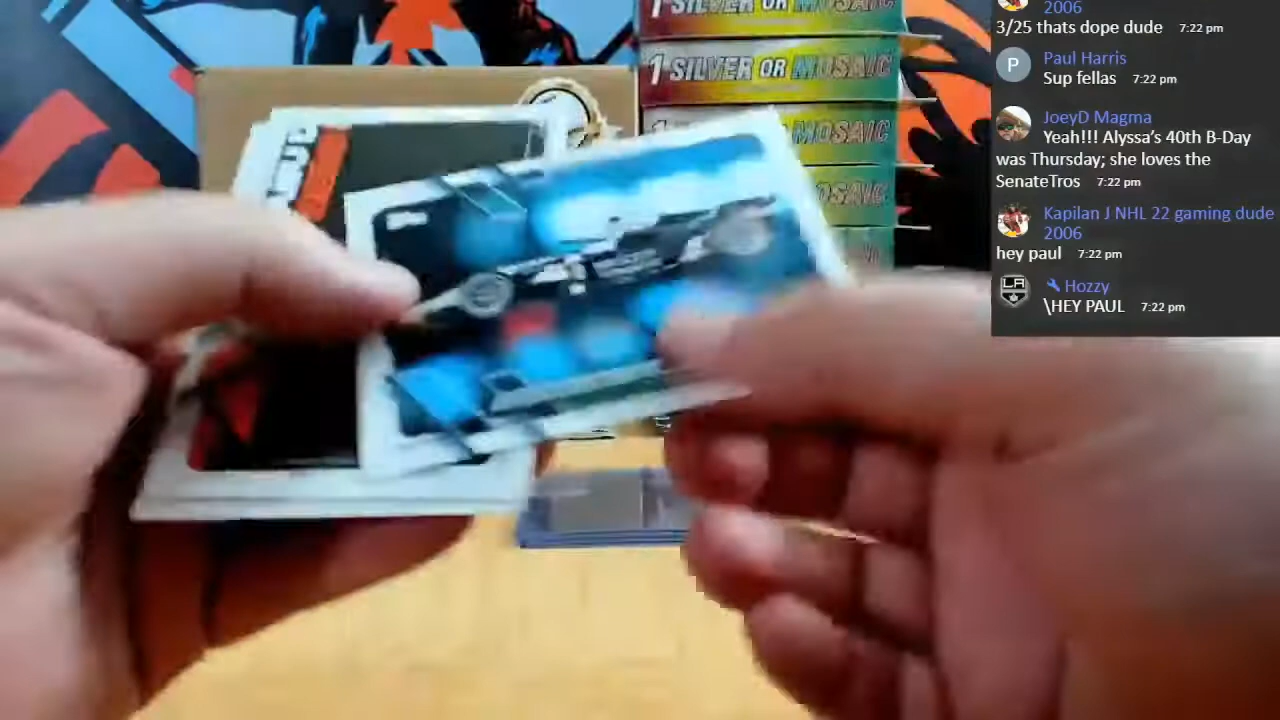 2006
3/25 thats dope dude 7:22 pm
Paul Harris
P
Sup fellas 7:22 pm
JoeyD Magma
Yeah!!! Alyssa’s 40th B-Day
was Thursday; she loves the
SenateTros 7:22 pm
Kapilan J NHL 22 gaming dude
2006
hey paul 7:22 pm
LA
Hozzy
\HEY PAUL 7:22 pm
1 SILVER OR MOSAIC
1 SILVER OR MOSAIC
MOSAIC
MOSAIC